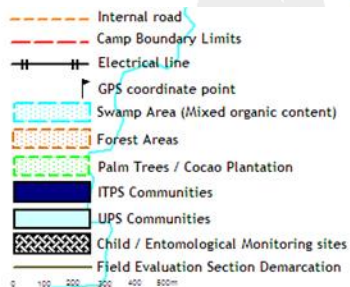 Internal road
Camp Boundary Limits
Electrical line
GPS coordinate point
Swamp Area (Mixed organic content)
Forest Areas
Palm Trees / Cocao Plantation
ITPS Communities
UPS Communities
Child / Entomological Monitoring sites
Field Evaluation Section Demarcation
0 100 200 300 400 500m